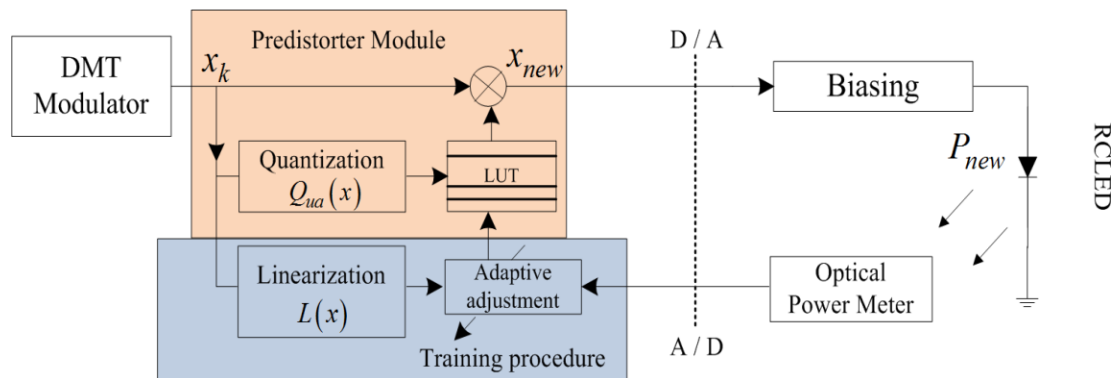 Predistorter Module
D / A
DMT
Modulator
x_k
x_new
Biasing
P_new
RCLED
Quantization
Q_ua(x)
LUT
Linearization
L(x)
Adaptive
adjustment
Optical
Power Meter
Training procedure
A / D